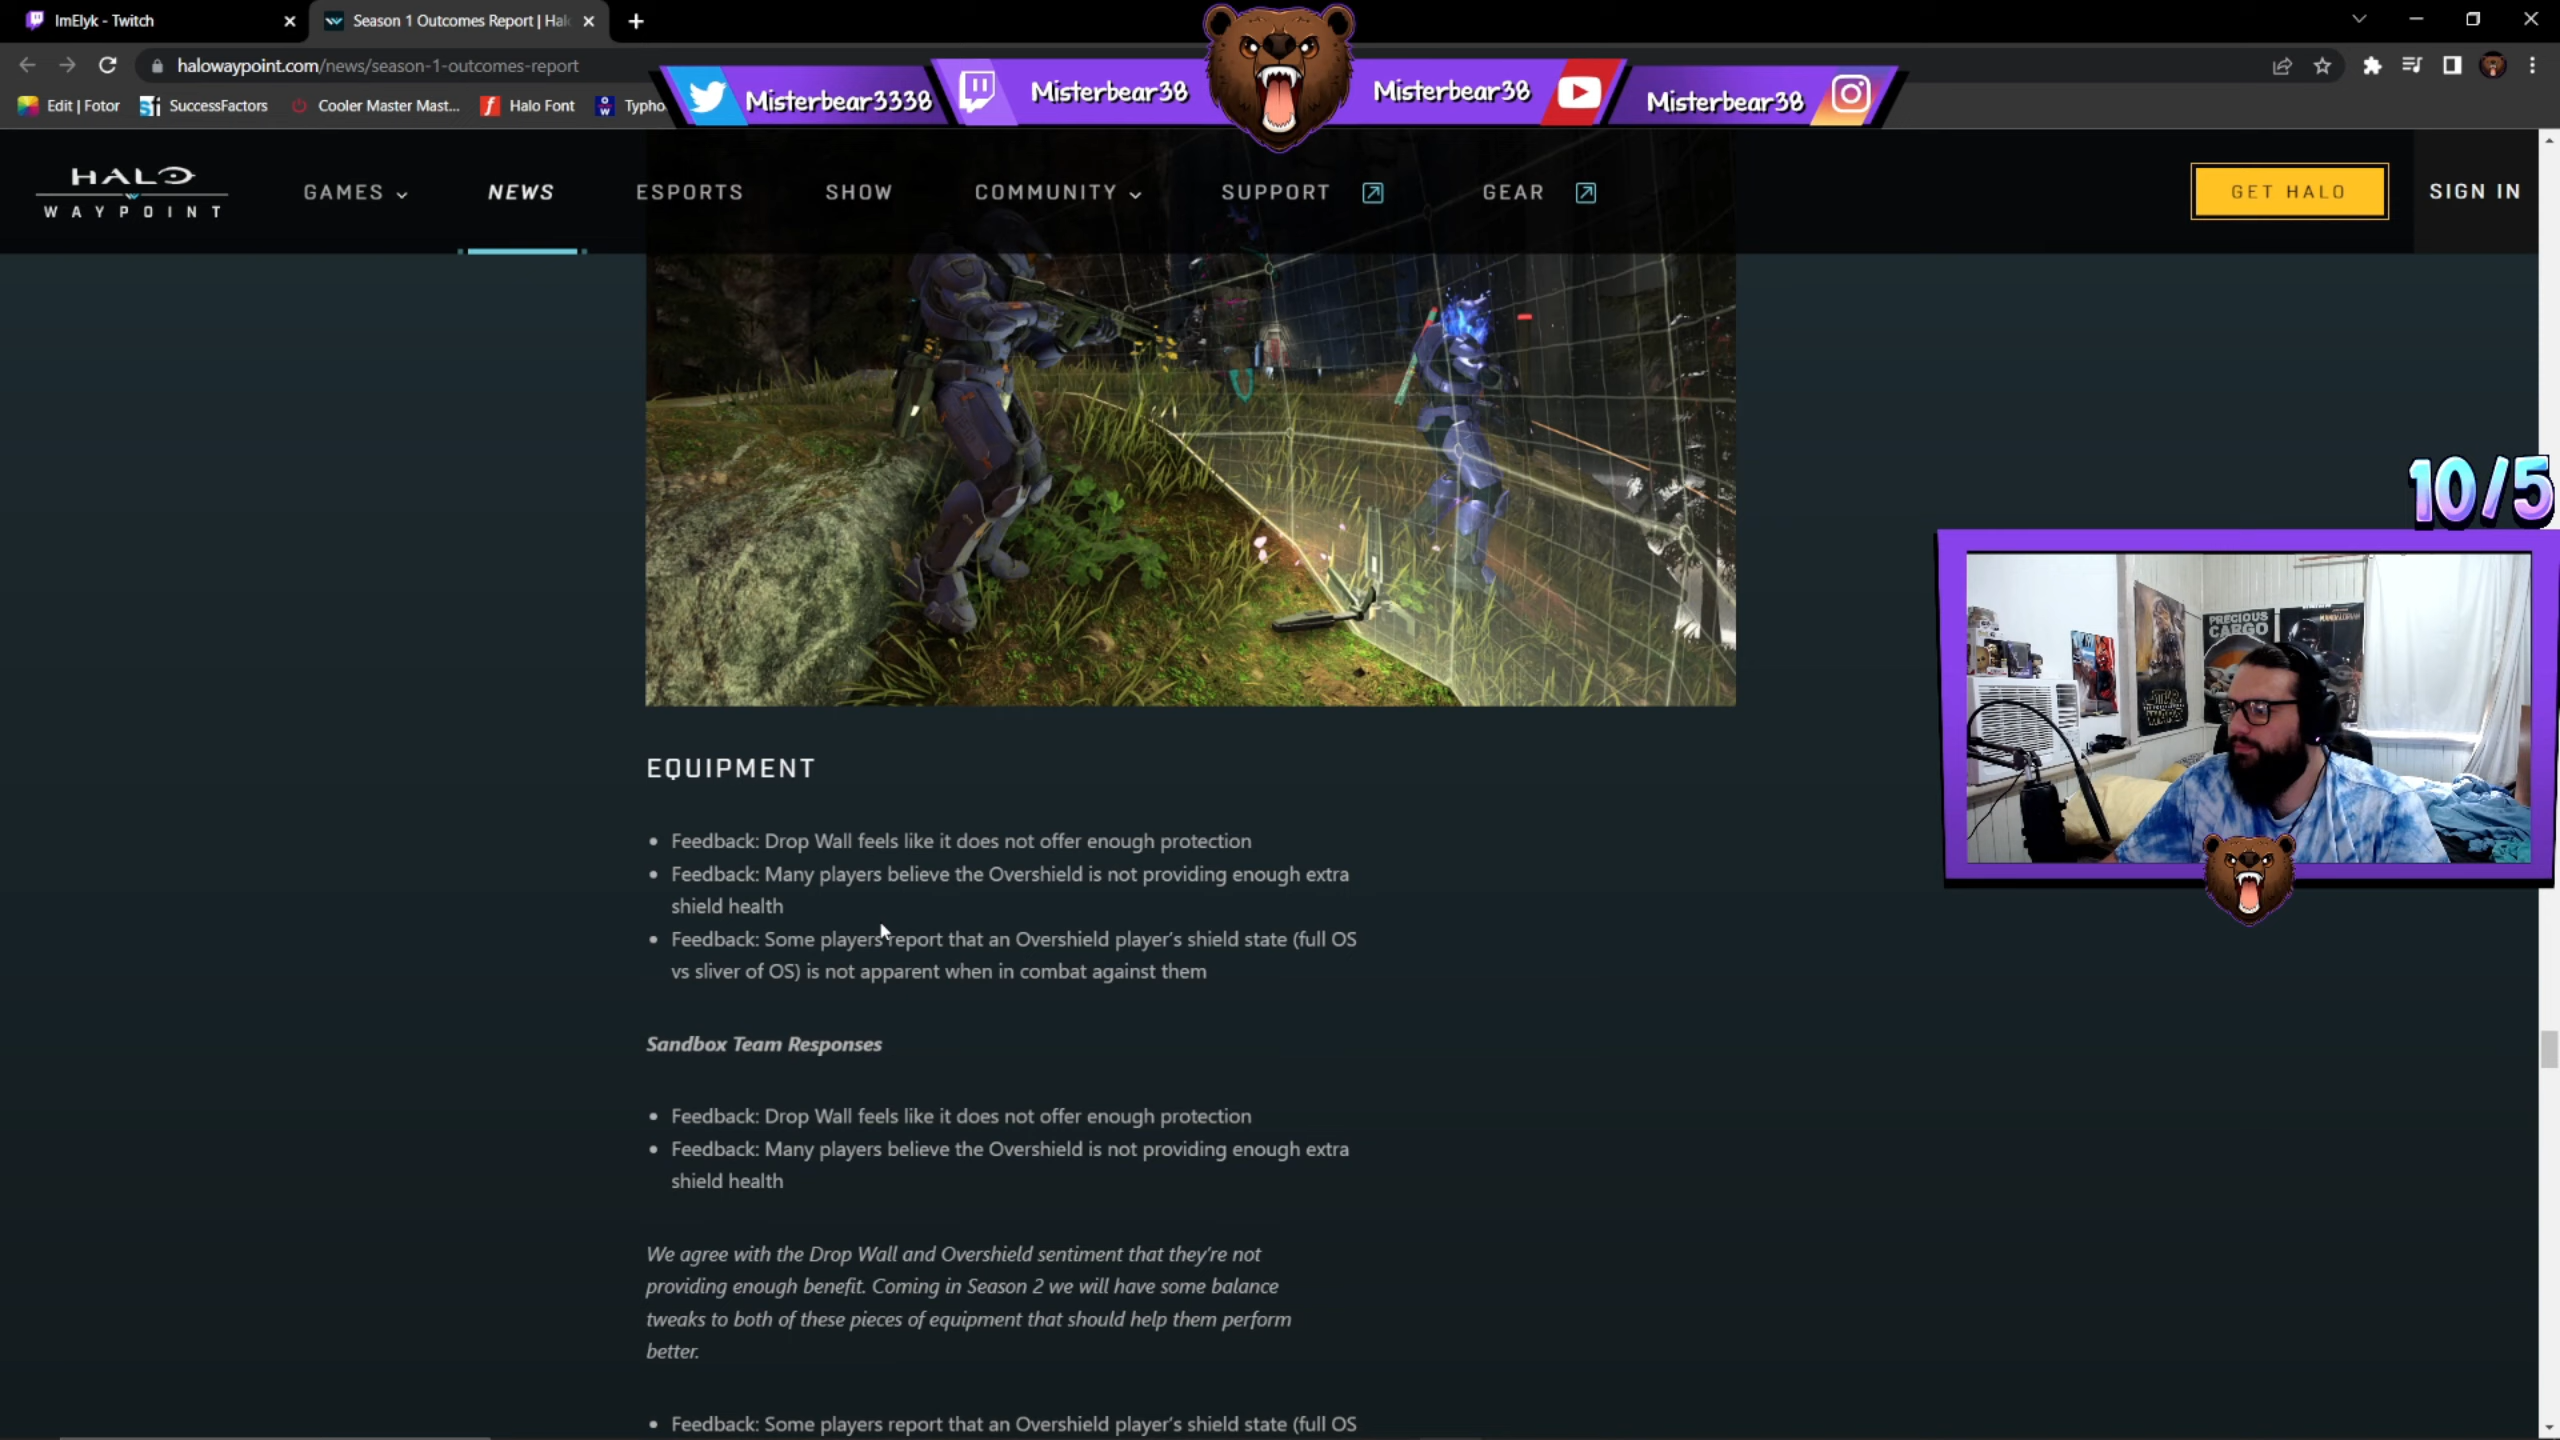 ImElyk - Twitch
Season 1 Outcomes Report | Hal
halowaypoint.com/news/season-1-outcomes-report
Edit | Fotor
SuccessFactors
Cooler Master Mast...
Halo Font
Typho
Misterbear3338
Misterbear38
Misterbear38
Misterbear38
HALO
WAYPOINT
GAMES
NEWS
ESPORTS
SHOW
COMMUNITY
SUPPORT
GEAR
GET HALO
SIGN IN
10/5
PRECIOUS
CARGO
MANDALORIAN
STAR
WARS
EQUIPMENT
• Feedback: Drop Wall feels like it does not offer enough protection
• Feedback: Many players believe the Overshield is not providing enough extra
shield health
• Feedback: Some players report that an Overshield player's shield state (full OS
vs sliver of OS) is not apparent when in combat against them
Sandbox Team Responses
• Feedback: Drop Wall feels like it does not offer enough protection
• Feedback: Many players believe the Overshield is not providing enough extra
shield health
We agree with the Drop Wall and Overshield sentiment that they're not
providing enough benefit. Coming in Season 2 we will have some balance
tweaks to both of these pieces of equipment that should help them perform
better.
• Feedback: Some players report that an Overshield player's shield state (full OS